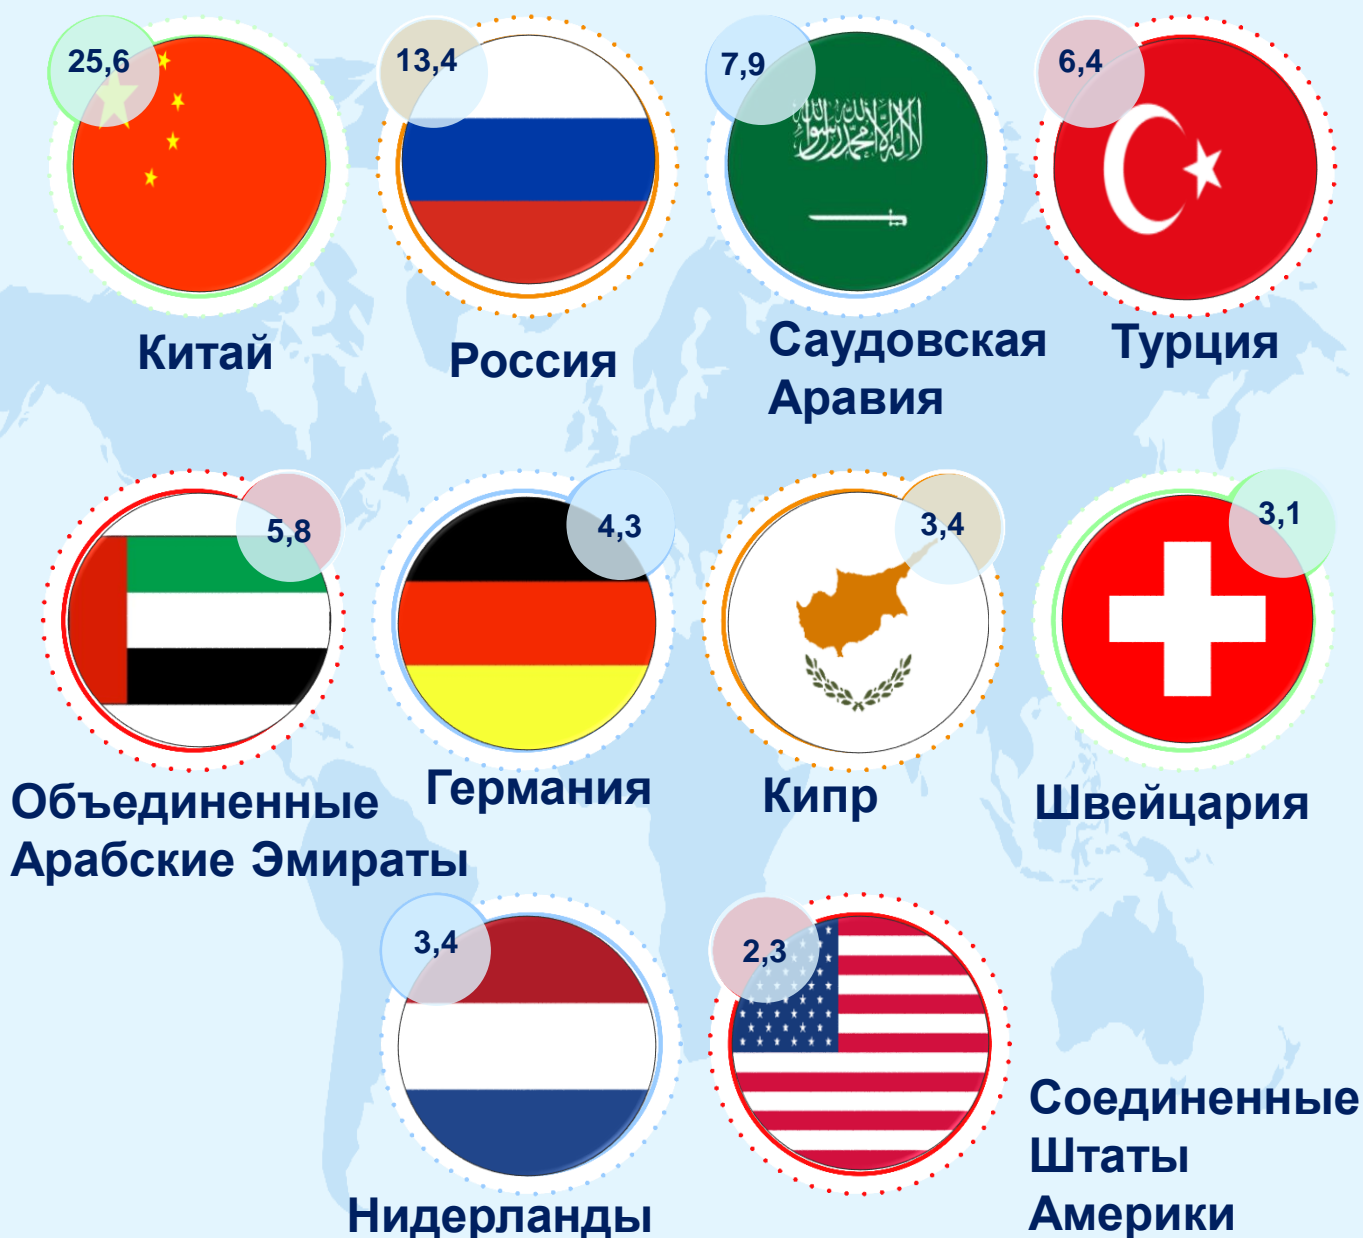 25,6
Китай
13,4
Россия
7,9
Саудовская
Аравия
6,4
Турция
5,8
Объединенные
Арабские Эмираты
4,3
Германия
3,4
Кипр
3,1
Швейцария
3,4
Нидерланды
2,3
Соединенные
Штаты
Америки